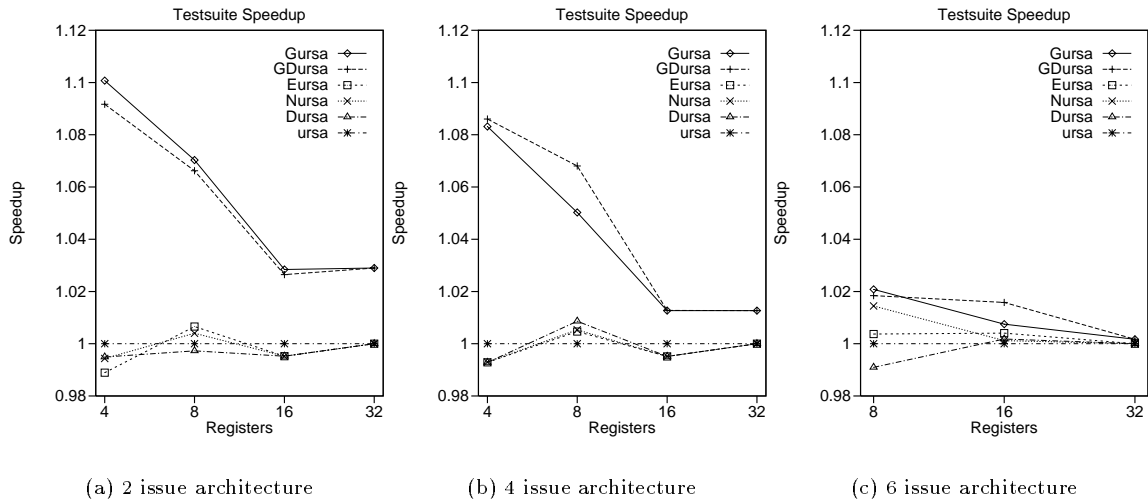 Testsuite Speedup
1.12
1.1
1.08
1.06
1.04
1.02
1
0.98
Speedup
Gursa
GDursa
Eursa
Nursa
Dursa
ursa
4 8 16 32
Registers
(a) 2 issue architecture
Testsuite Speedup
1.12
1.1
1.08
1.06
1.04
1.02
1
0.98
Speedup
Gursa
GDursa
Eursa
Nursa
Dursa
ursa
4 8 16 32
Registers
(b) 4 issue architecture
Testsuite Speedup
1.12
1.1
1.08
1.06
1.04
1.02
1
0.98
Speedup
Gursa
GDursa
Eursa
Nursa
Dursa
ursa
8 16 32
Registers
(c) 6 issue architecture